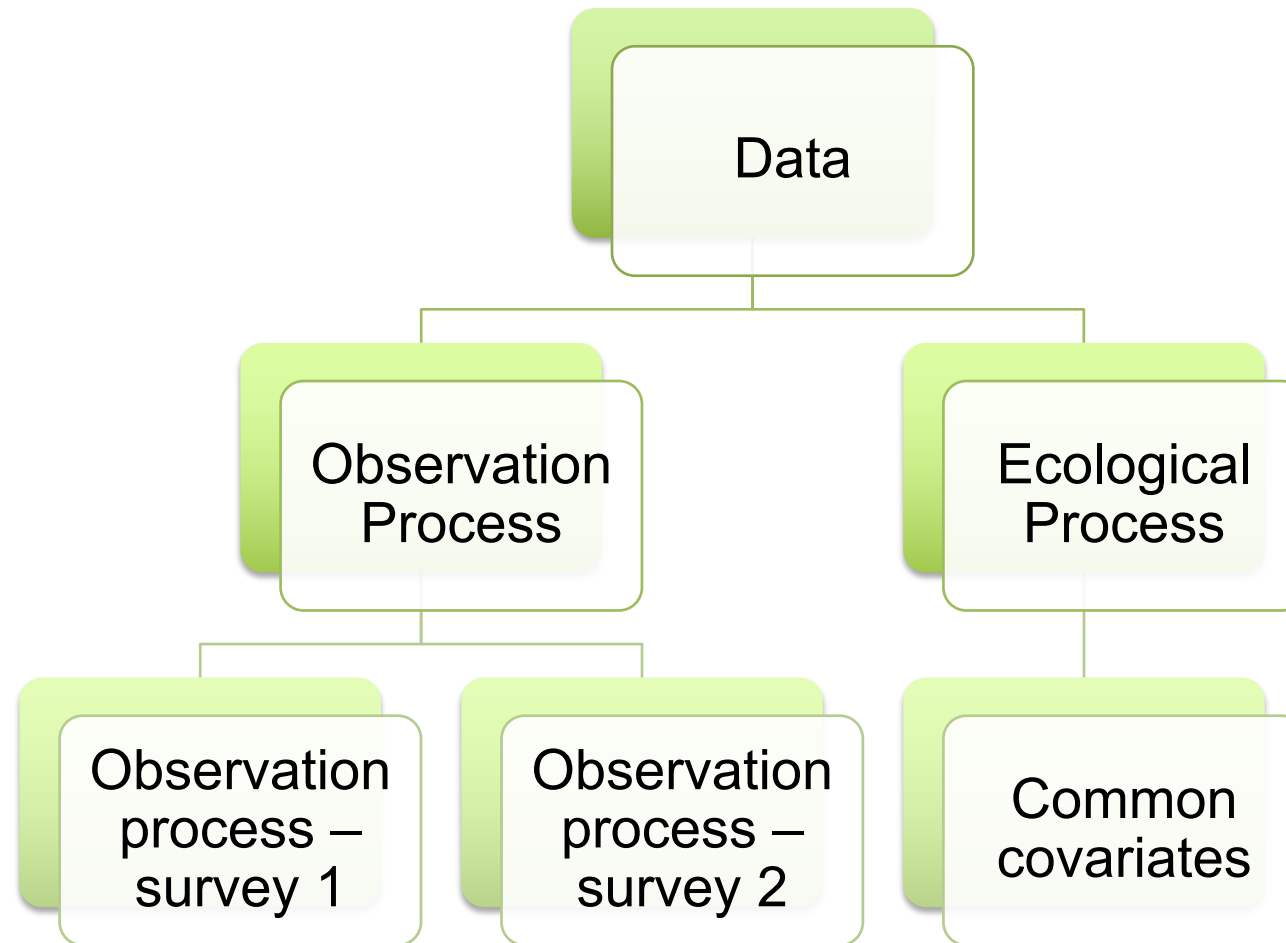 Data
Observation
Process
Ecological
Process
Observation
process –
survey 1
Observation
process –
survey 2
Common
covariates